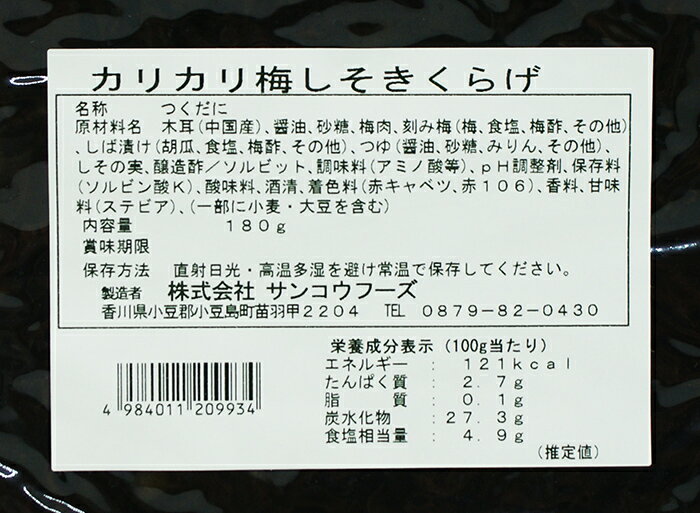 カリカリ梅しそきくらげ
名称　　つくだに
原材料名　木耳(中国産)、醤油、砂糖、梅肉、刻み梅(梅、食塩、梅酢、その他)
、しば漬け(胡瓜、食塩、梅酢、その他)、つゆ(醤油、砂糖、みりん、その他)、
しその実、醸造酢／ソルビット、調味料(アミノ酸等)、pH調整剤、保存料
(ソルビン酸K)、酸味料、酒清、着色料(赤キャベツ、赤106)、香料、甘味
料(ステビア)、(一部に小麦・大豆を含む)
内容量　　180g
賞味期限
保存方法　直射日光・高温多湿を避け常温で保存してください。
製造者　株式会社 サンコウフーズ
香川県小豆郡小豆島町苗羽甲2204　TEL　0879-82-0430
栄養成分表示 (100g当たり)
エネルギー　：　121kcal
たんぱく質　：　2.7g
脂　　質　：　0.1g
炭水化物　：　27.3g
食塩相当量　：　4.9g
(推定値)
4 984011 209934